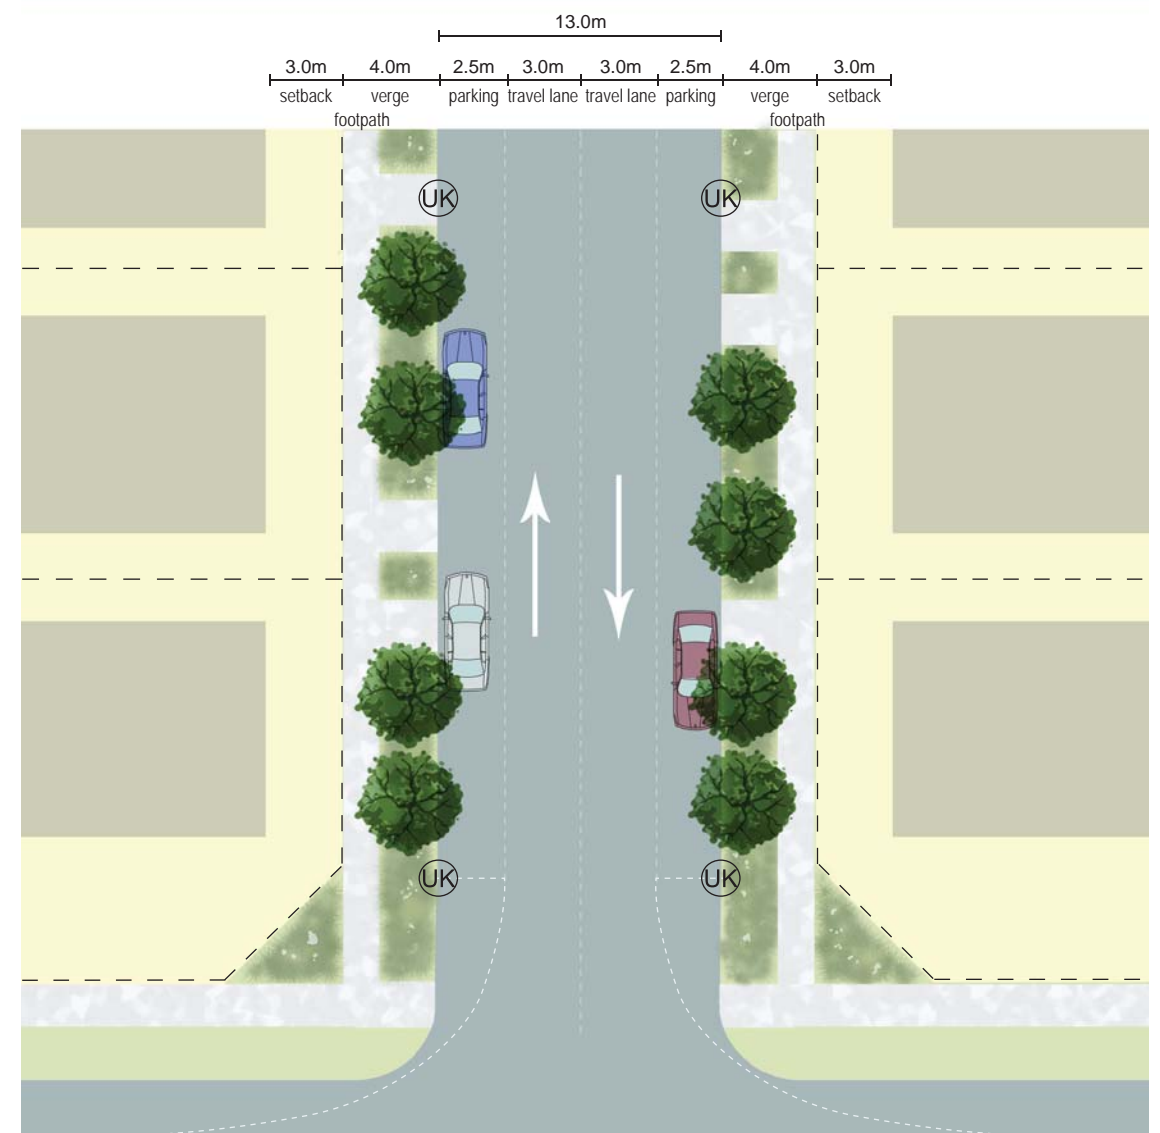 13.0m
3.0m 4.0m 2.5m 3.0m 3.0m 2.5m 4.0m 3.0m
setback verge parking travel lane travel lane parking verge setback
footpath footpath
UK UK
UK UK